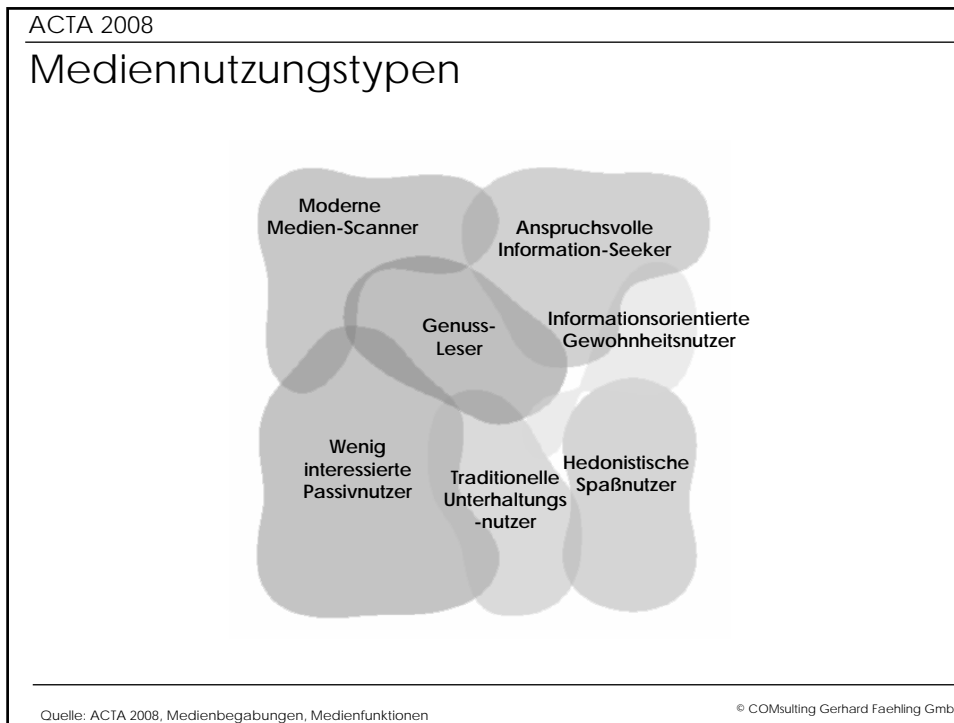 ACTA 2008
Mediennutzungstypen
Moderne
Medien-Scanner
Anspruchsvolle
Information-Seeker
Genuss-
Leser
Informationsorientierte
Gewohnheitsnutzer
Wenig
interessierte
Passivnutzer
Traditionelle
Unterhaltungs
-nutzer
Hedonistische
Spaßnutzer
Quelle: ACTA 2008, Medienbegabungen, Medienfunktionen
© COMsulting Gerhard Faehling Gmb